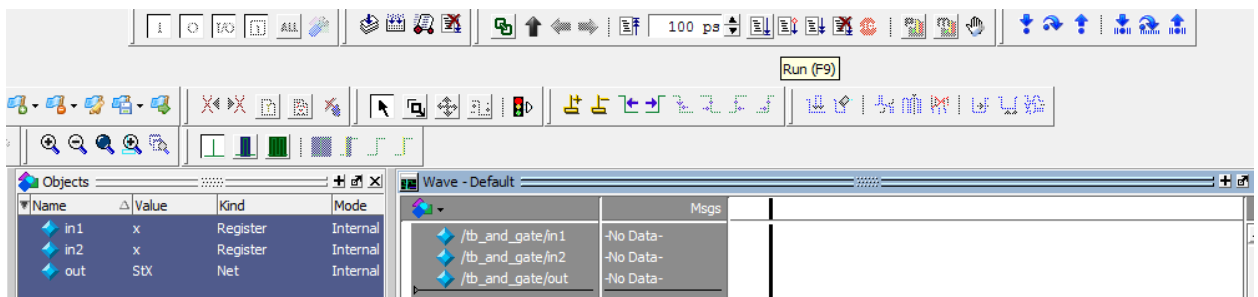 I O I/O ALL 100 ps
Run (F9)
Objects
Name Value Kind Mode
in1 x Register Internal
in2 x Register Internal
out StX Net Internal
Wave - Default
Msgs
/tb_and_gate/in1 -No Data-
/tb_and_gate/in2 -No Data-
/tb_and_gate/out -No Data-